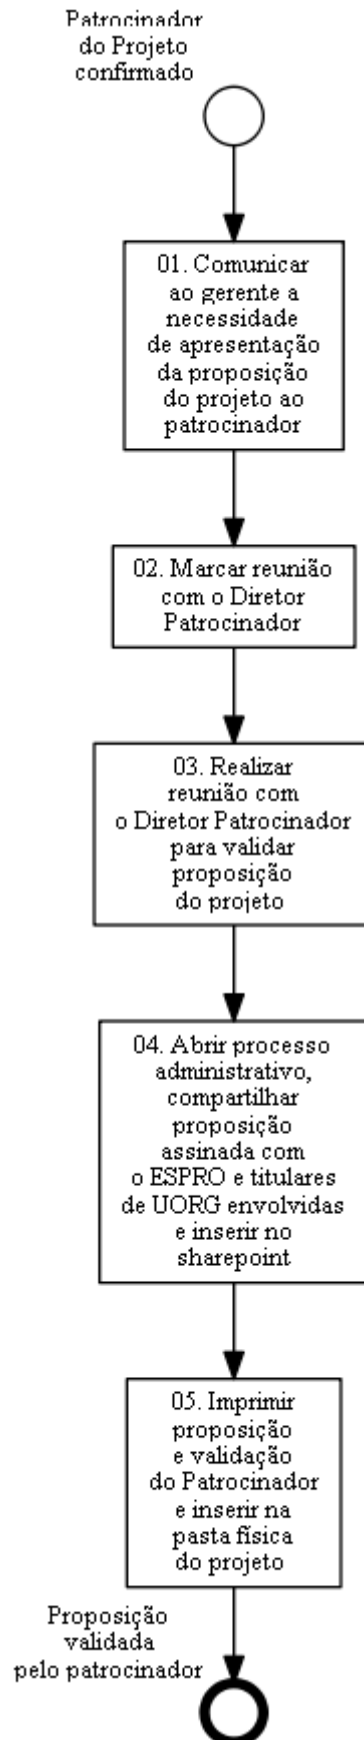 Patrocinador
do Projeto
confirmado
01. Comunicar
ao gerente a
necessidade
de apresentação
da proposição
do projeto ao
patrocinador
02. Marcar reunião
com o Diretor
Patrocinador
03. Realizar
reunião com
o Diretor Patrocinador
para validar
proposição
do projeto
04. Abrir processo
administrativo,
compartilhar
proposição
assinada com
o ESPRO e titulares
de UORG envolvidas
e inserir no
sharepoint
05. Imprimir
proposição
e validação
do Patrocinador
e inserir na
pasta física
do projeto
Proposição
validada
pelo patrocinador